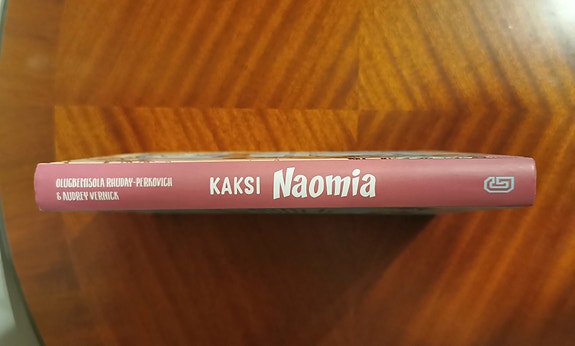 OLUGBEMISOLA RHUDAY-PERKOVICH
& AUDREY VERNICK
KAKSI Naomia